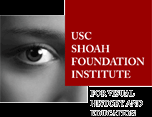 USC
SHOAH
FOUNDATION
INSTITUTE
FOR VISUAL
HISTORY AND
EDUCATION